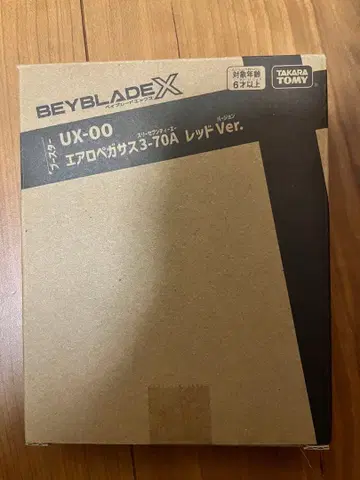 BEYBLADE X
ベイブレードエックス
対象年齢
6才以上
TAKARA
TOMY
ブースター
UX-00
スリーセブンティーエー
バージョン
エアロペガサス3-70A レッドVer.